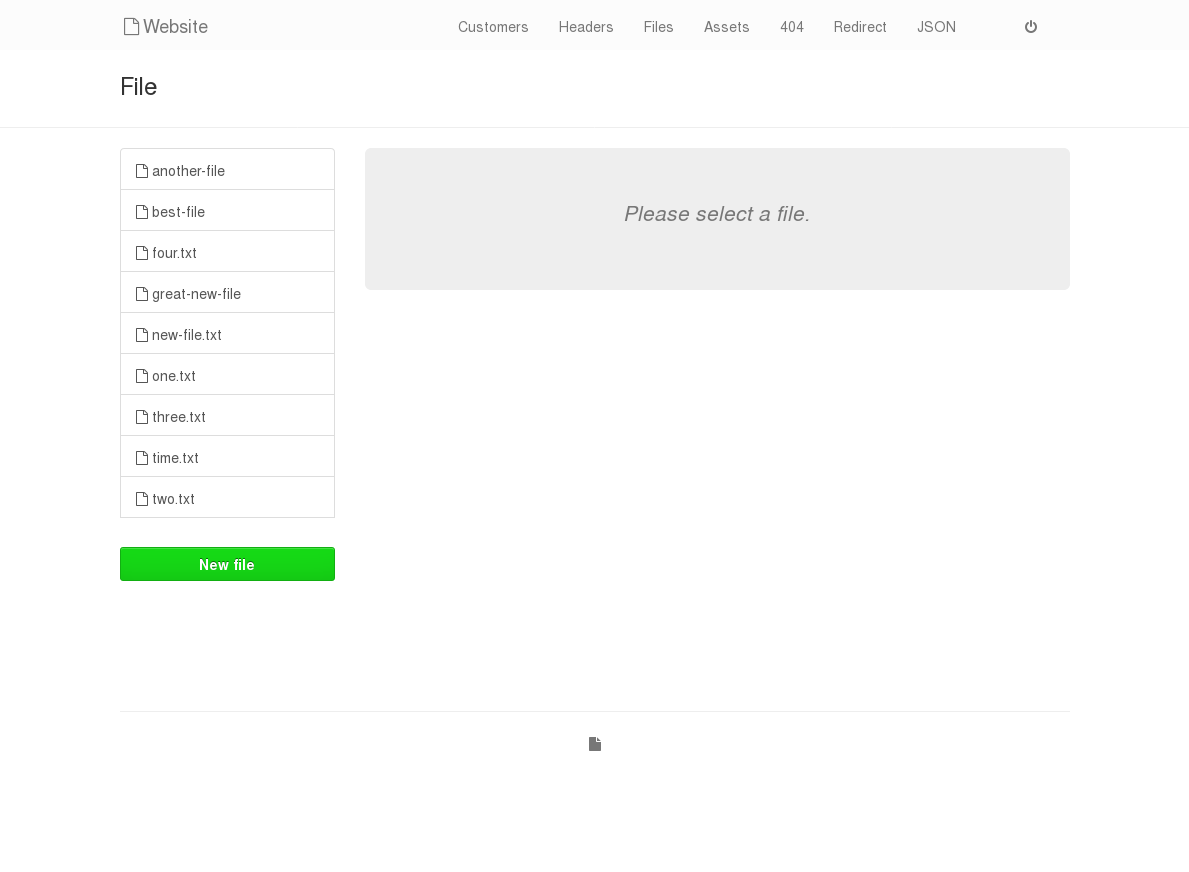 Website
Customers Headers Files Assets 404 Redirect JSON
File
another-file
best-file
four.txt
great-new-file
new-file.txt
one.txt
three.txt
time.txt
two.txt
New file
Please select a file.